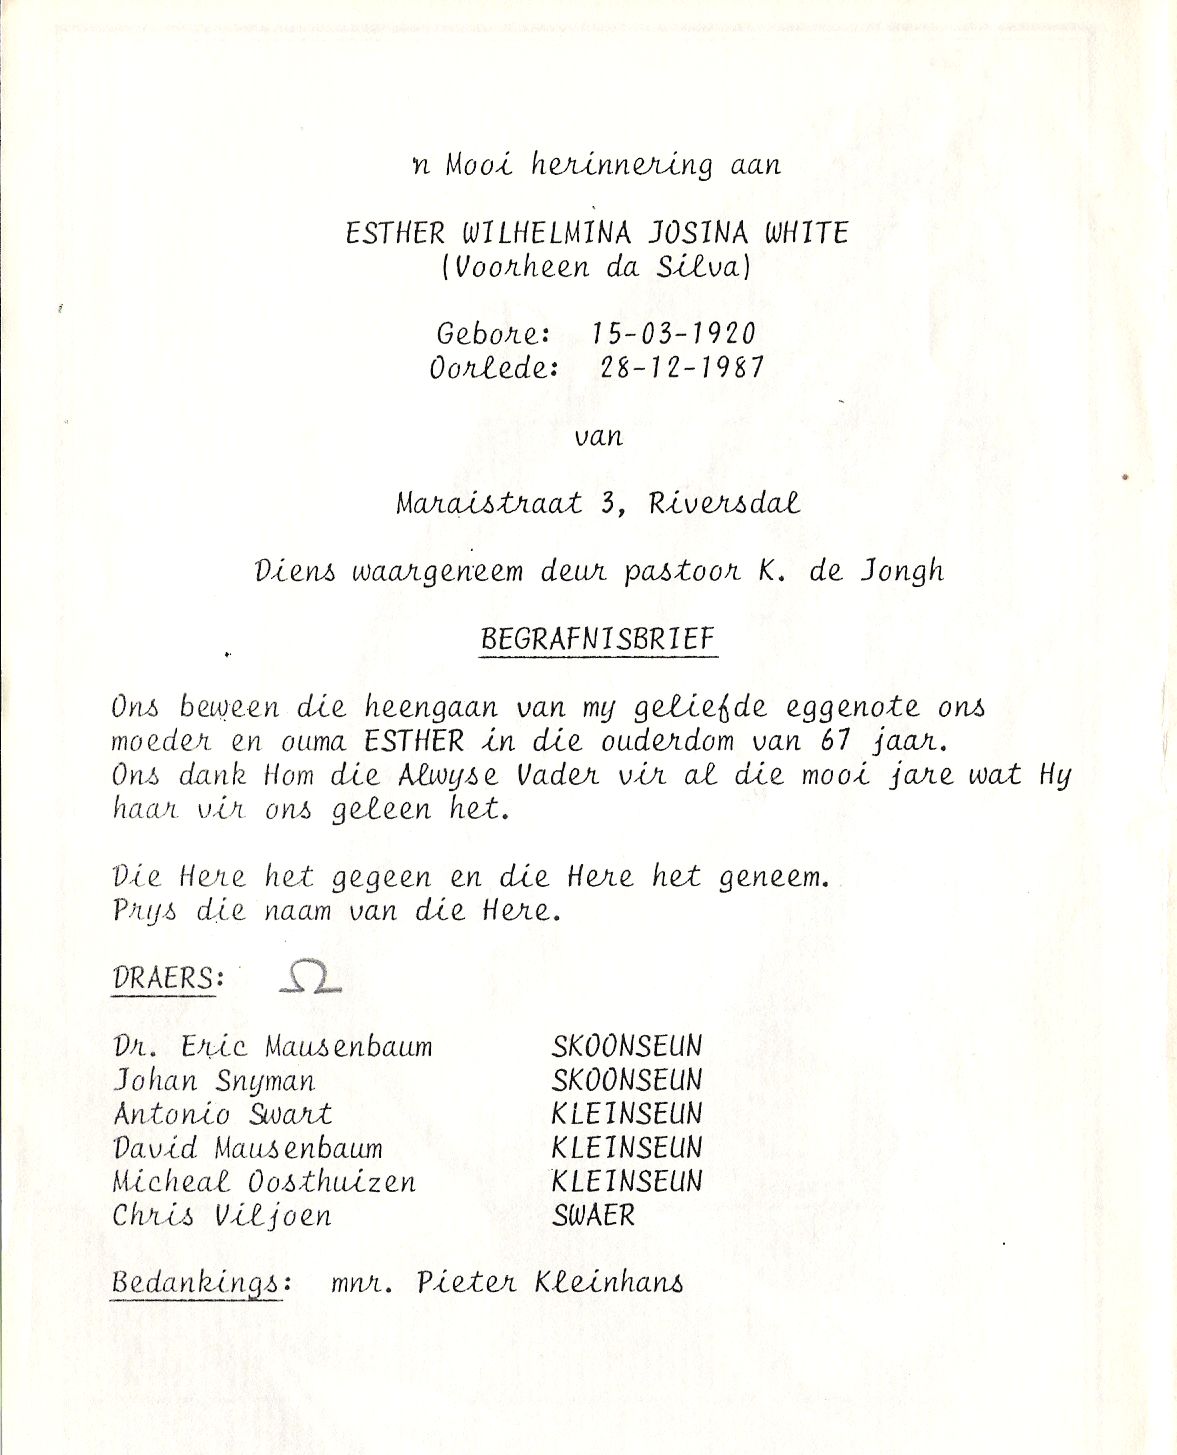 'n Mooi herinnering aan
ESTHER WILHELMINA JOSINA WHITE
(Voorheen da Silva)
Gebore: 15-03-1920
Oorlede: 28-12-1987
van
Maraistraat 3, Riversdal
Diens waargeneem deur pastoor K. de Jongh
BEGRAFNISBRIEF
Ons beween die heengaan van my geliefde eggenote ons
moeder en ouma ESTHER in die ouderdom van 67 jaar.
Ons dank Hom die Alwyse Vader vir al die mooi jare wat Hy
haar vir ons geleen het.
Die Here het gegeen en die Here het geneem.
Prys die naam van die Here.
DRAERS: Ω
Dr. Eric Mausenbaum SKOONSEUN
Johan Snyman SKOONSEUN
Antonio Swart KLEINSEUN
David Mausenbaum KLEINSEUN
Micheal Oosthuizen KLEINSEUN
Chris Viljoen SWAER
Bedankings: mnr. Pieter Kleinhans